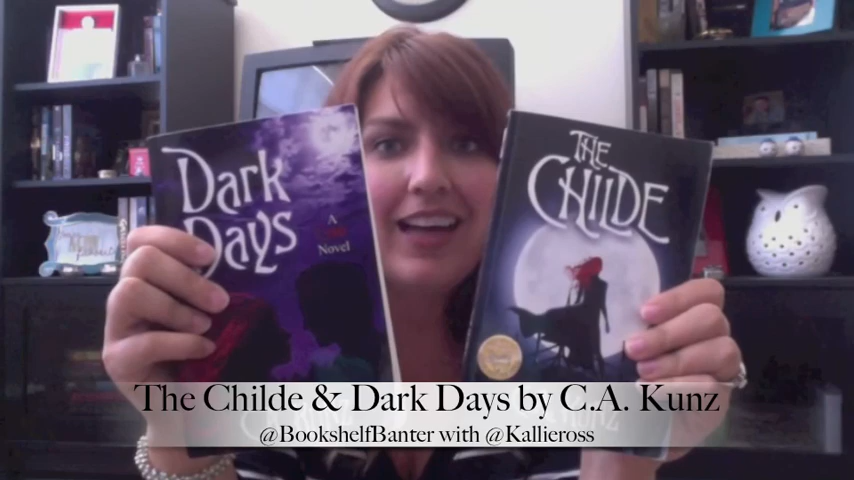 Dark
Days
A
Novel
THE
CHILDE
The Childe & Dark Days by C.A. Kunz
@BookshelfBanter with @Kallieross